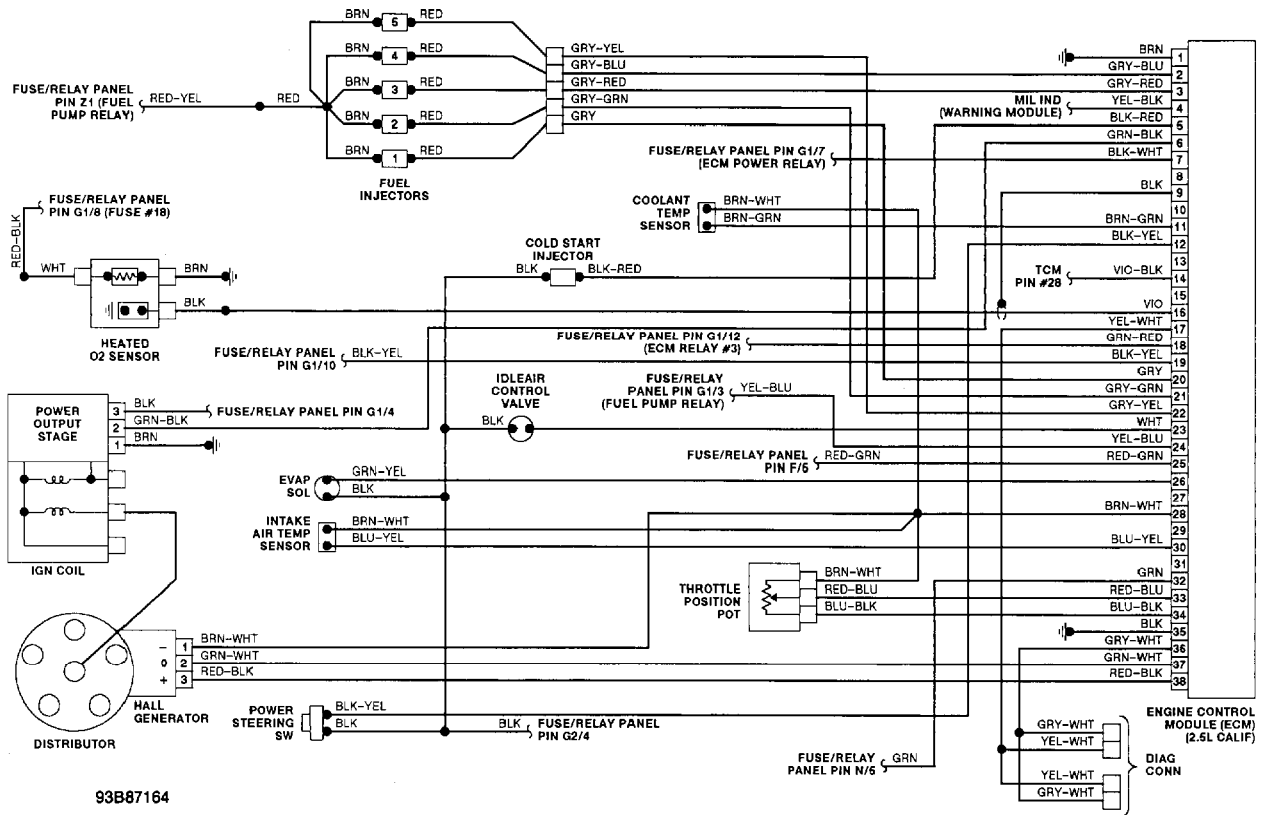 BRN 5 RED
BRN 4 RED
BRN 3 RED
BRN 2 RED
BRN 1 RED
FUEL
INJECTORS
FUSE/RELAY PANEL
PIN Z1 (FUEL
PUMP RELAY)
RED-YEL
RED
GRY-YEL
GRY-BLU
GRY-RED
GRY-GRN
GRY
FUSE/RELAY PANEL
PIN G1/8 (FUSE #18)
RED-BLK
WHT
BRN
BLK
HEATED
O2 SENSOR
COLD START
INJECTOR
BLK
BLK-RED
COOLANT
TEMP
SENSOR
BRN-WHT
BRN-GRN
FUSE/RELAY PANEL PIN G1/7
(ECM POWER RELAY)
MIL IND
(WARNING MODULE)
TCM
PIN #28
FUSE/RELAY PANEL PIN G1/12
(ECM RELAY #3)
FUSE/RELAY PANEL
PIN G1/10
BLK-YEL
IDLEAIR
CONTROL
VALVE
BLK
FUSE/RELAY
PANEL PIN G1/3
(FUEL PUMP RELAY)
YEL-BLU
POWER
OUTPUT
STAGE
3 BLK
FUSE/RELAY PANEL PIN G1/4
2 GRN-BLK
1 BRN
IGN COIL
FUSE/RELAY PANEL
PIN F/5
RED-GRN
EVAP
SOL
GRN-YEL
BLK
INTAKE
AIR TEMP
SENSOR
BRN-WHT
BLU-YEL
THROTTLE
POSITION
POT
BRN-WHT
RED-BLU
BLU-BLK
DISTRIBUTOR
HALL
GENERATOR
– 1 BRN-WHT
0 2 GRN-WHT
+ 3 RED-BLK
POWER
STEERING
SW
BLK-YEL
BLK
BLK
FUSE/RELAY PANEL
PIN G2/4
FUSE/RELAY
PANEL PIN N/5
GRN
BRN 1
GRY-BLU 2
GRY-RED 3
YEL-BLK 4
BLK-RED 5
GRN-BLK 6
BLK-WHT 7
8
BLK 9
10
BRN-GRN 11
BLK-YEL 12
13
VIO-BLK 14
15
VIO 16
YEL-WHT 17
GRN-RED 18
BLK-YEL 19
GRY 20
GRY-GRN 21
GRY-YEL 22
WHT 23
YEL-BLU 24
RED-GRN 25
26
27
BRN-WHT 28
29
BLU-YEL 30
31
GRN 32
RED-BLU 33
BLU-BLK 34
BLK 35
GRY-WHT 36
GRN-WHT 37
RED-BLK 38
ENGINE CONTROL
MODULE (ECM)
(2.5L CALIF)
GRY-WHT
YEL-WHT
YEL-WHT
GRY-WHT
DIAG
CONN
93B87164